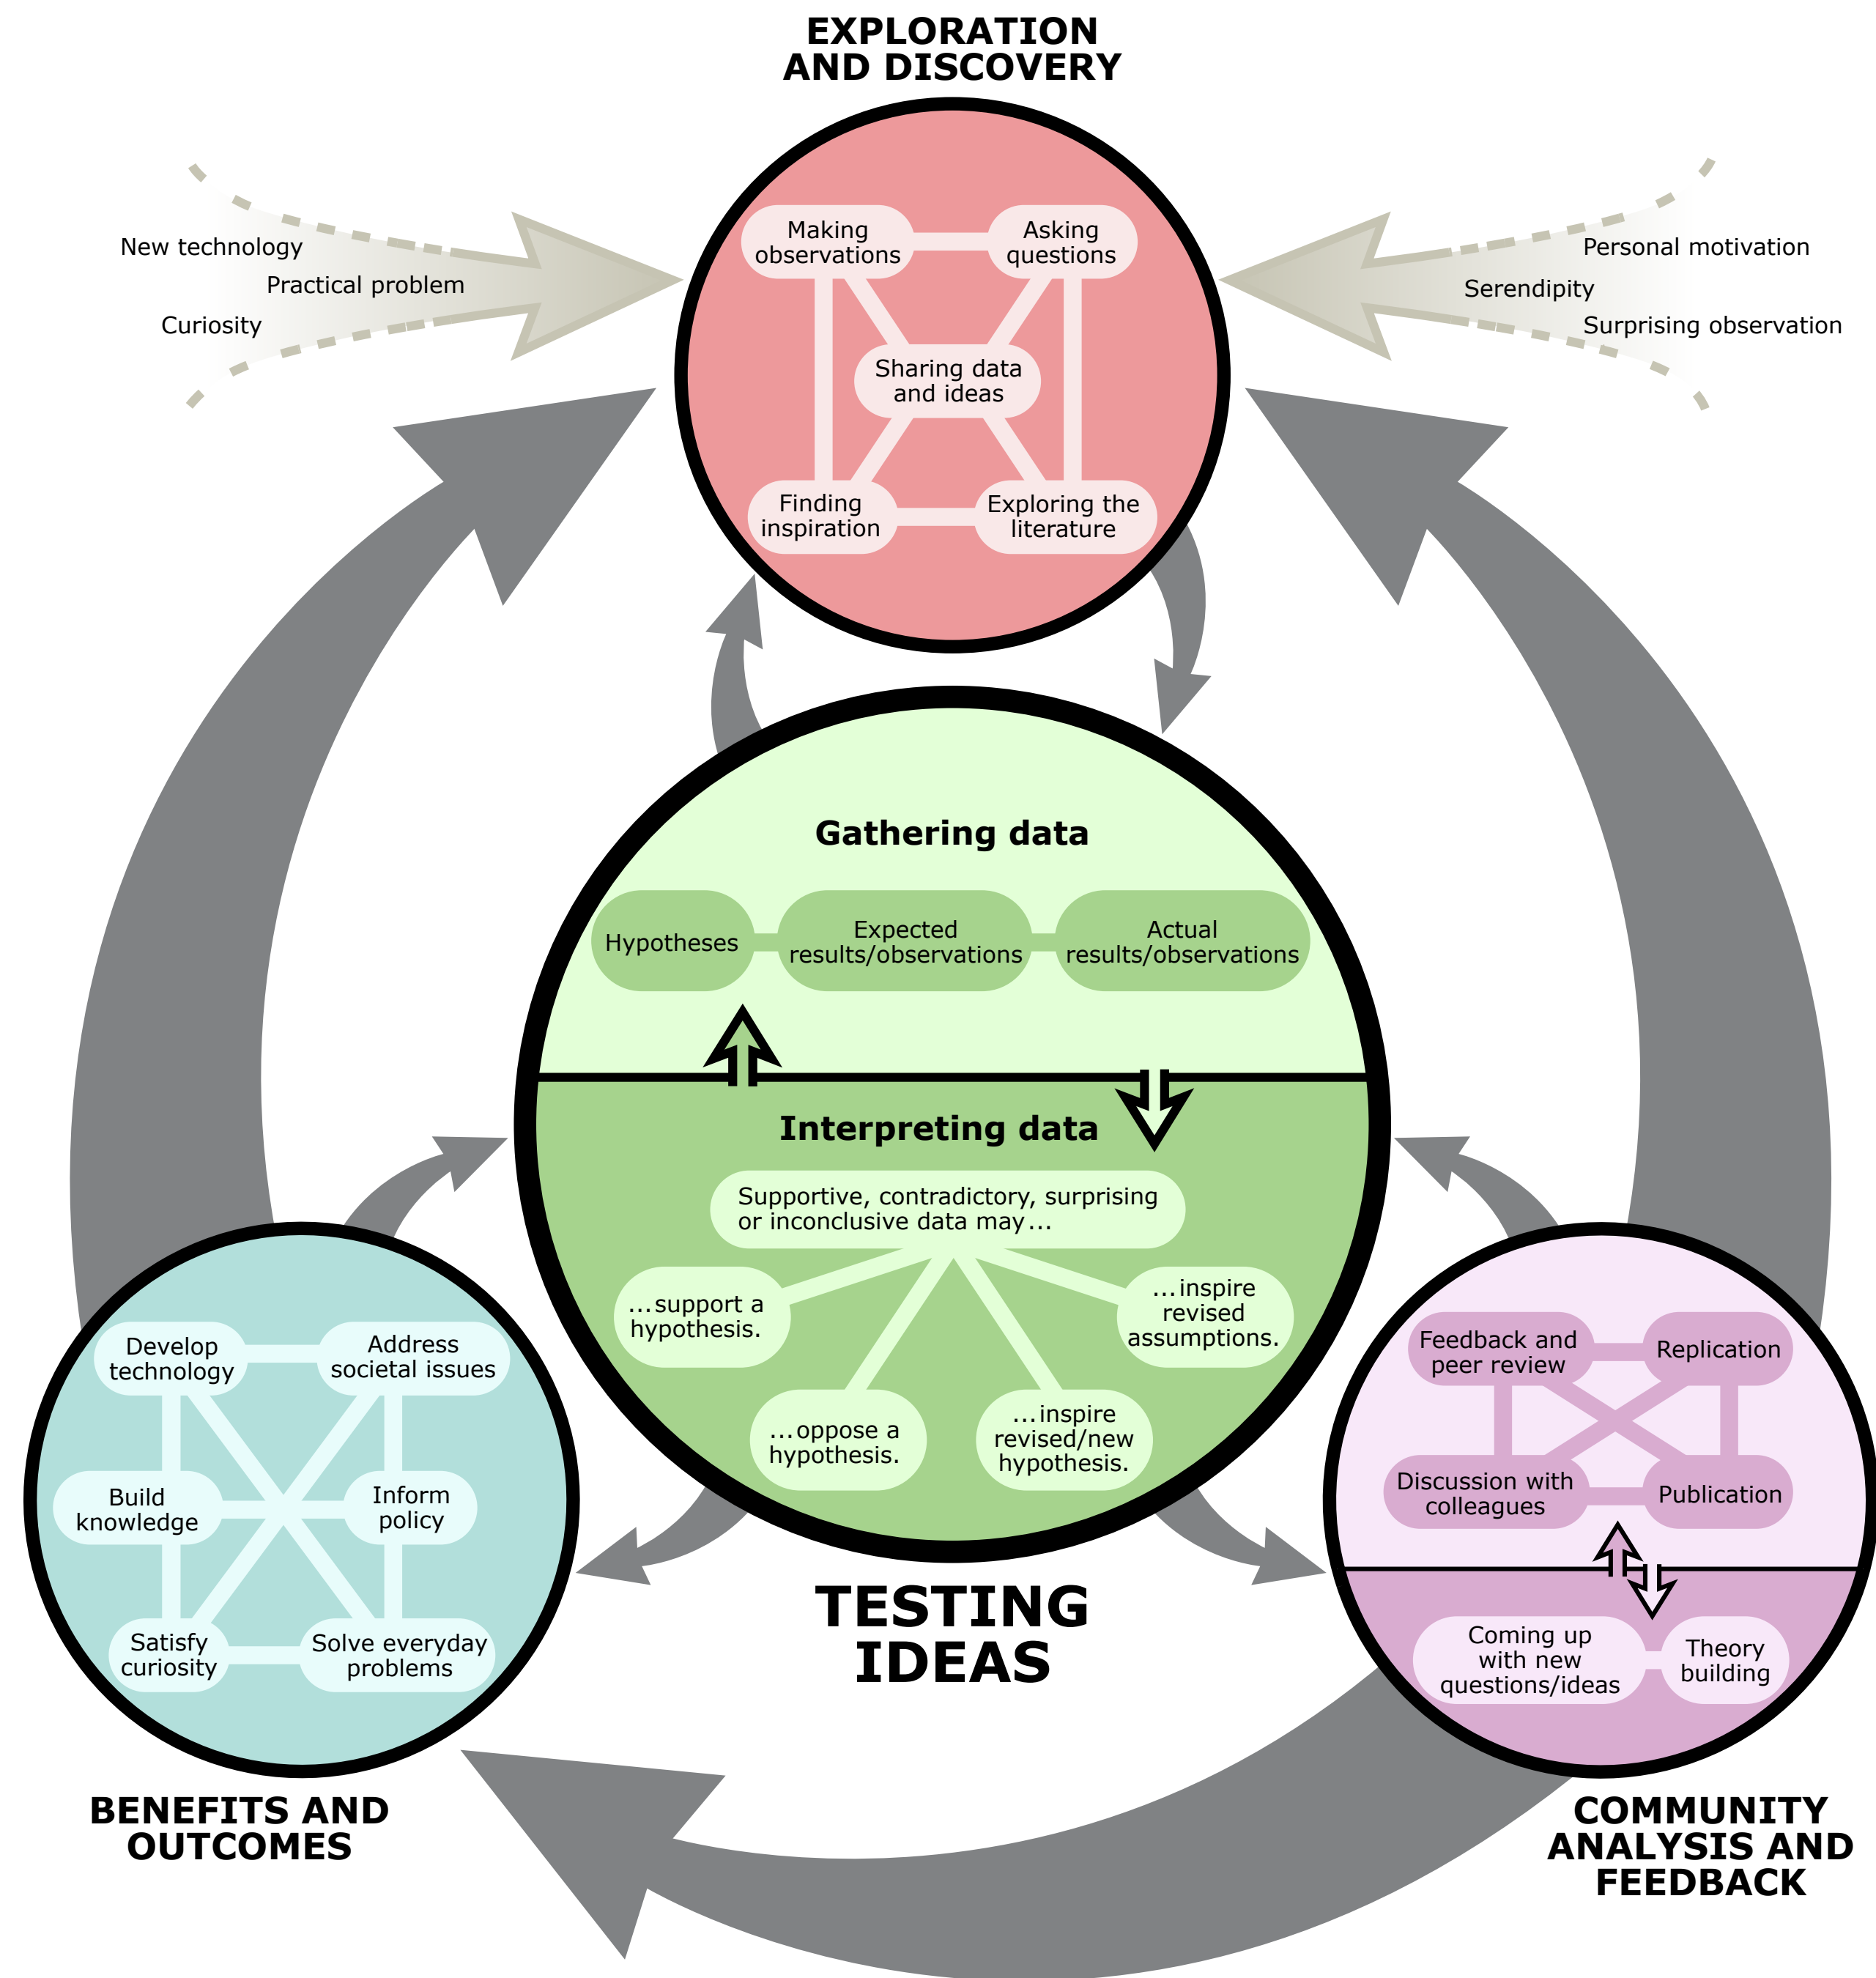 EXPLORATION
AND DISCOVERY
New technology
Practical problem
Curiosity
Personal motivation
Serendipity
Surprising observation
Making
observations
Asking
questions
Sharing data
and ideas
Finding
inspiration
Exploring the
literature
Gathering data
Hypotheses
Expected
results/observations
Actual
results/observations
Interpreting data
Supportive, contradictory, surprising
or inconclusive data may...
...support a
hypothesis.
...oppose a
hypothesis.
...inspire
revised/new
hypothesis.
...inspire
revised
assumptions.
TESTING
IDEAS
Develop
technology
Address
societal issues
Build
knowledge
Inform
policy
Satisfy
curiosity
Solve everyday
problems
BENEFITS AND
OUTCOMES
Feedback and
peer review
Replication
Discussion with
colleagues
Publication
Coming up
with new
questions/ideas
Theory
building
COMMUNITY
ANALYSIS AND
FEEDBACK